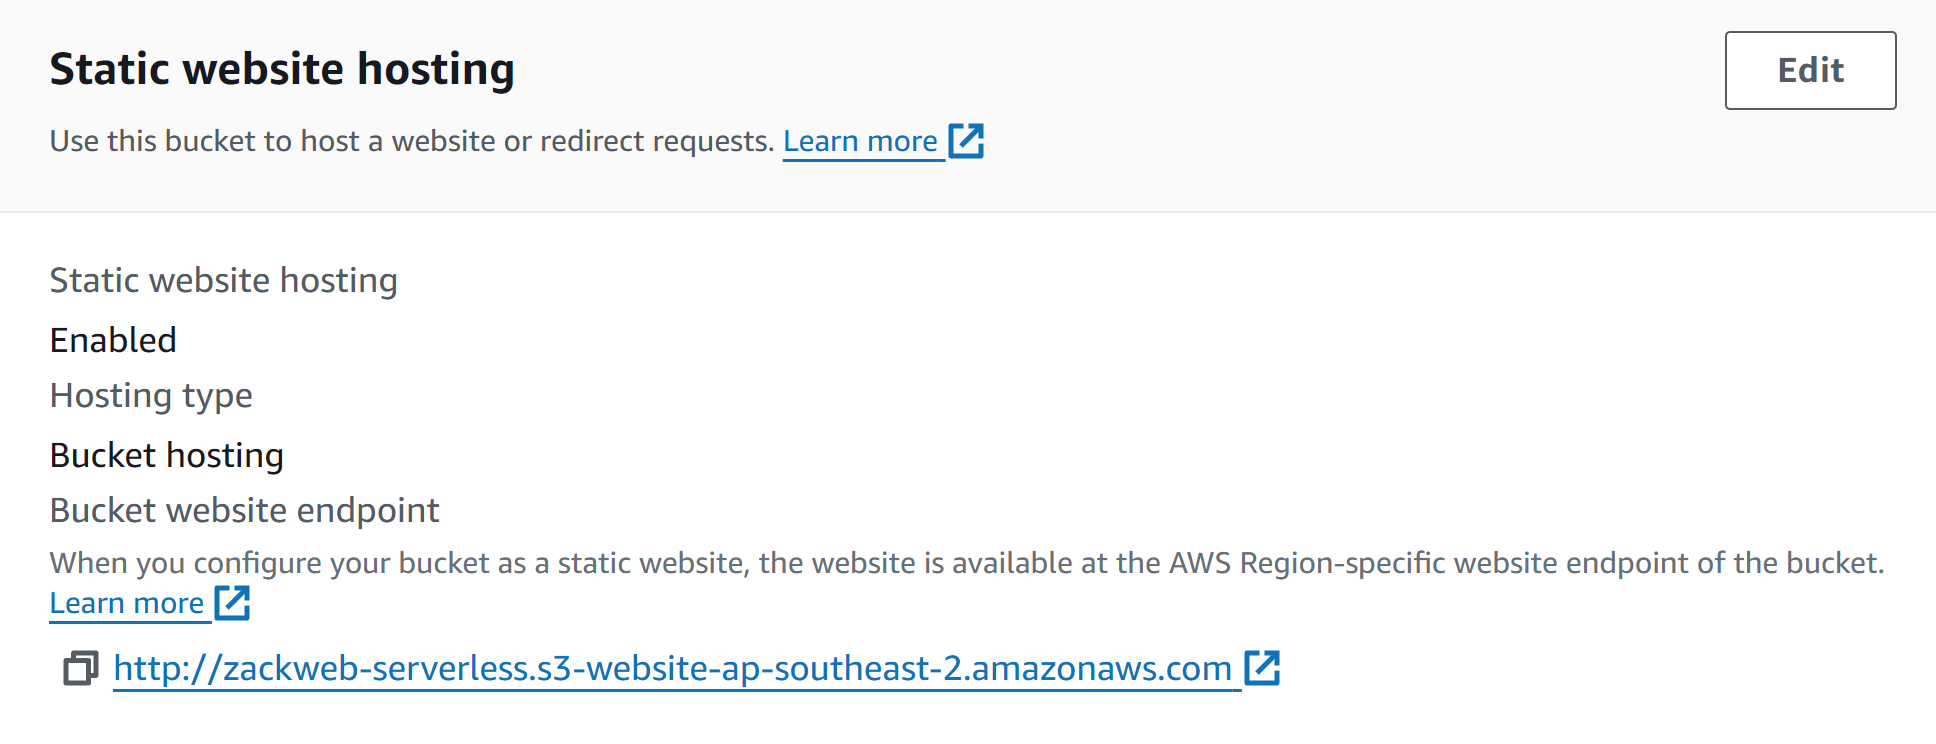 Static website hosting
Edit
Use this bucket to host a website or redirect requests. Learn more
Static website hosting
Enabled
Hosting type
Bucket hosting
Bucket website endpoint
When you configure your bucket as a static website, the website is available at the AWS Region-specific website endpoint of the bucket.
Learn more
http://zackweb-serverless.s3-website-ap-southeast-2.amazonaws.com